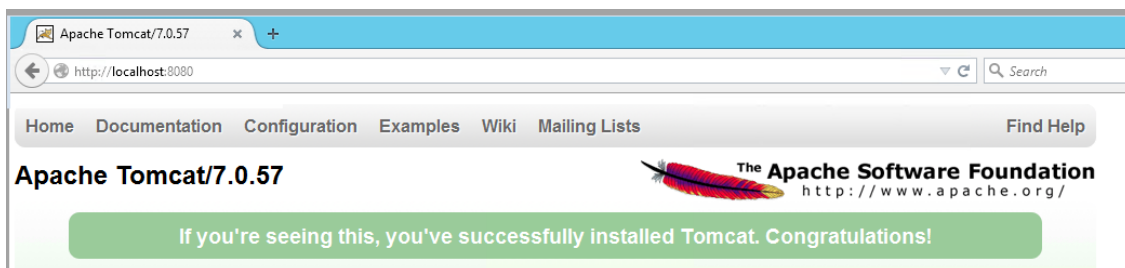 Apache Tomcat/7.0.57
http://localhost:8080
Search
Home Documentation Configuration Examples Wiki Mailing Lists Find Help
Apache Tomcat/7.0.57
The Apache Software Foundation
http://www.apache.org/
If you're seeing this, you've successfully installed Tomcat. Congratulations!